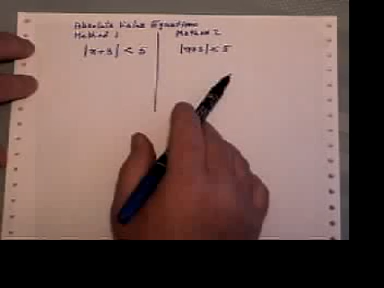 Absolute Value Equations
Method 1
Method 2
|x+3| < 5
|x+3| < 5